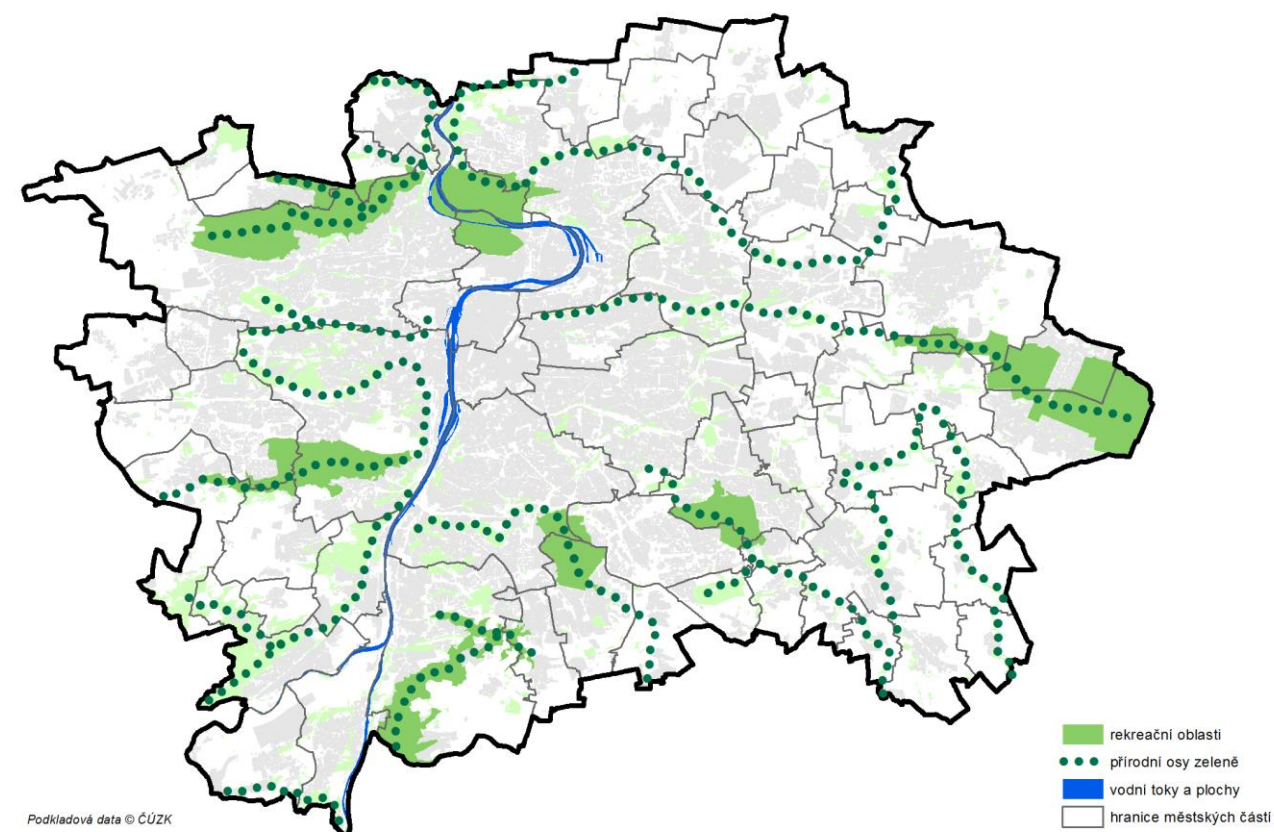 rekreační oblasti
přírodní osy zeleně
vodní toky a plochy
hranice městských částí
Podkladová data © ČÚZK